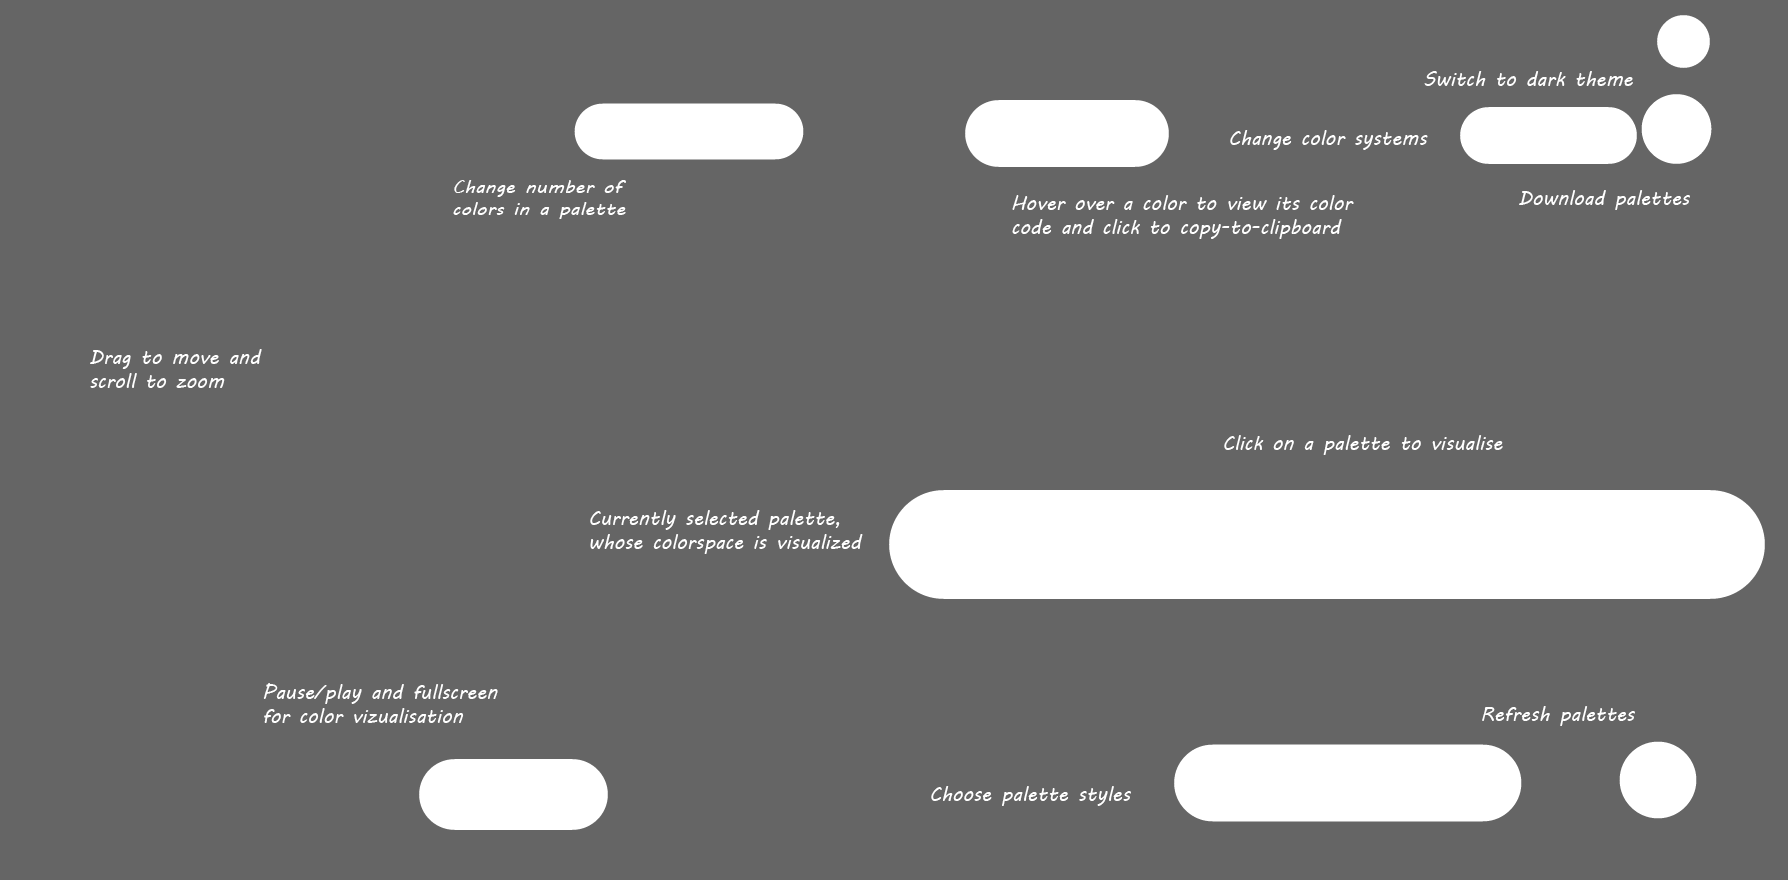 Switch to dark theme
Change color systems
Change number of
colors in a palette
Hover over a color to view its color
code and click to copy-to-clipboard
Download palettes
Drag to move and
scroll to zoom
Click on a palette to visualise
Currently selected palette,
whose colorspace is visualized
Pause/play and fullscreen
for color vizualisation
Refresh palettes
Choose palette styles